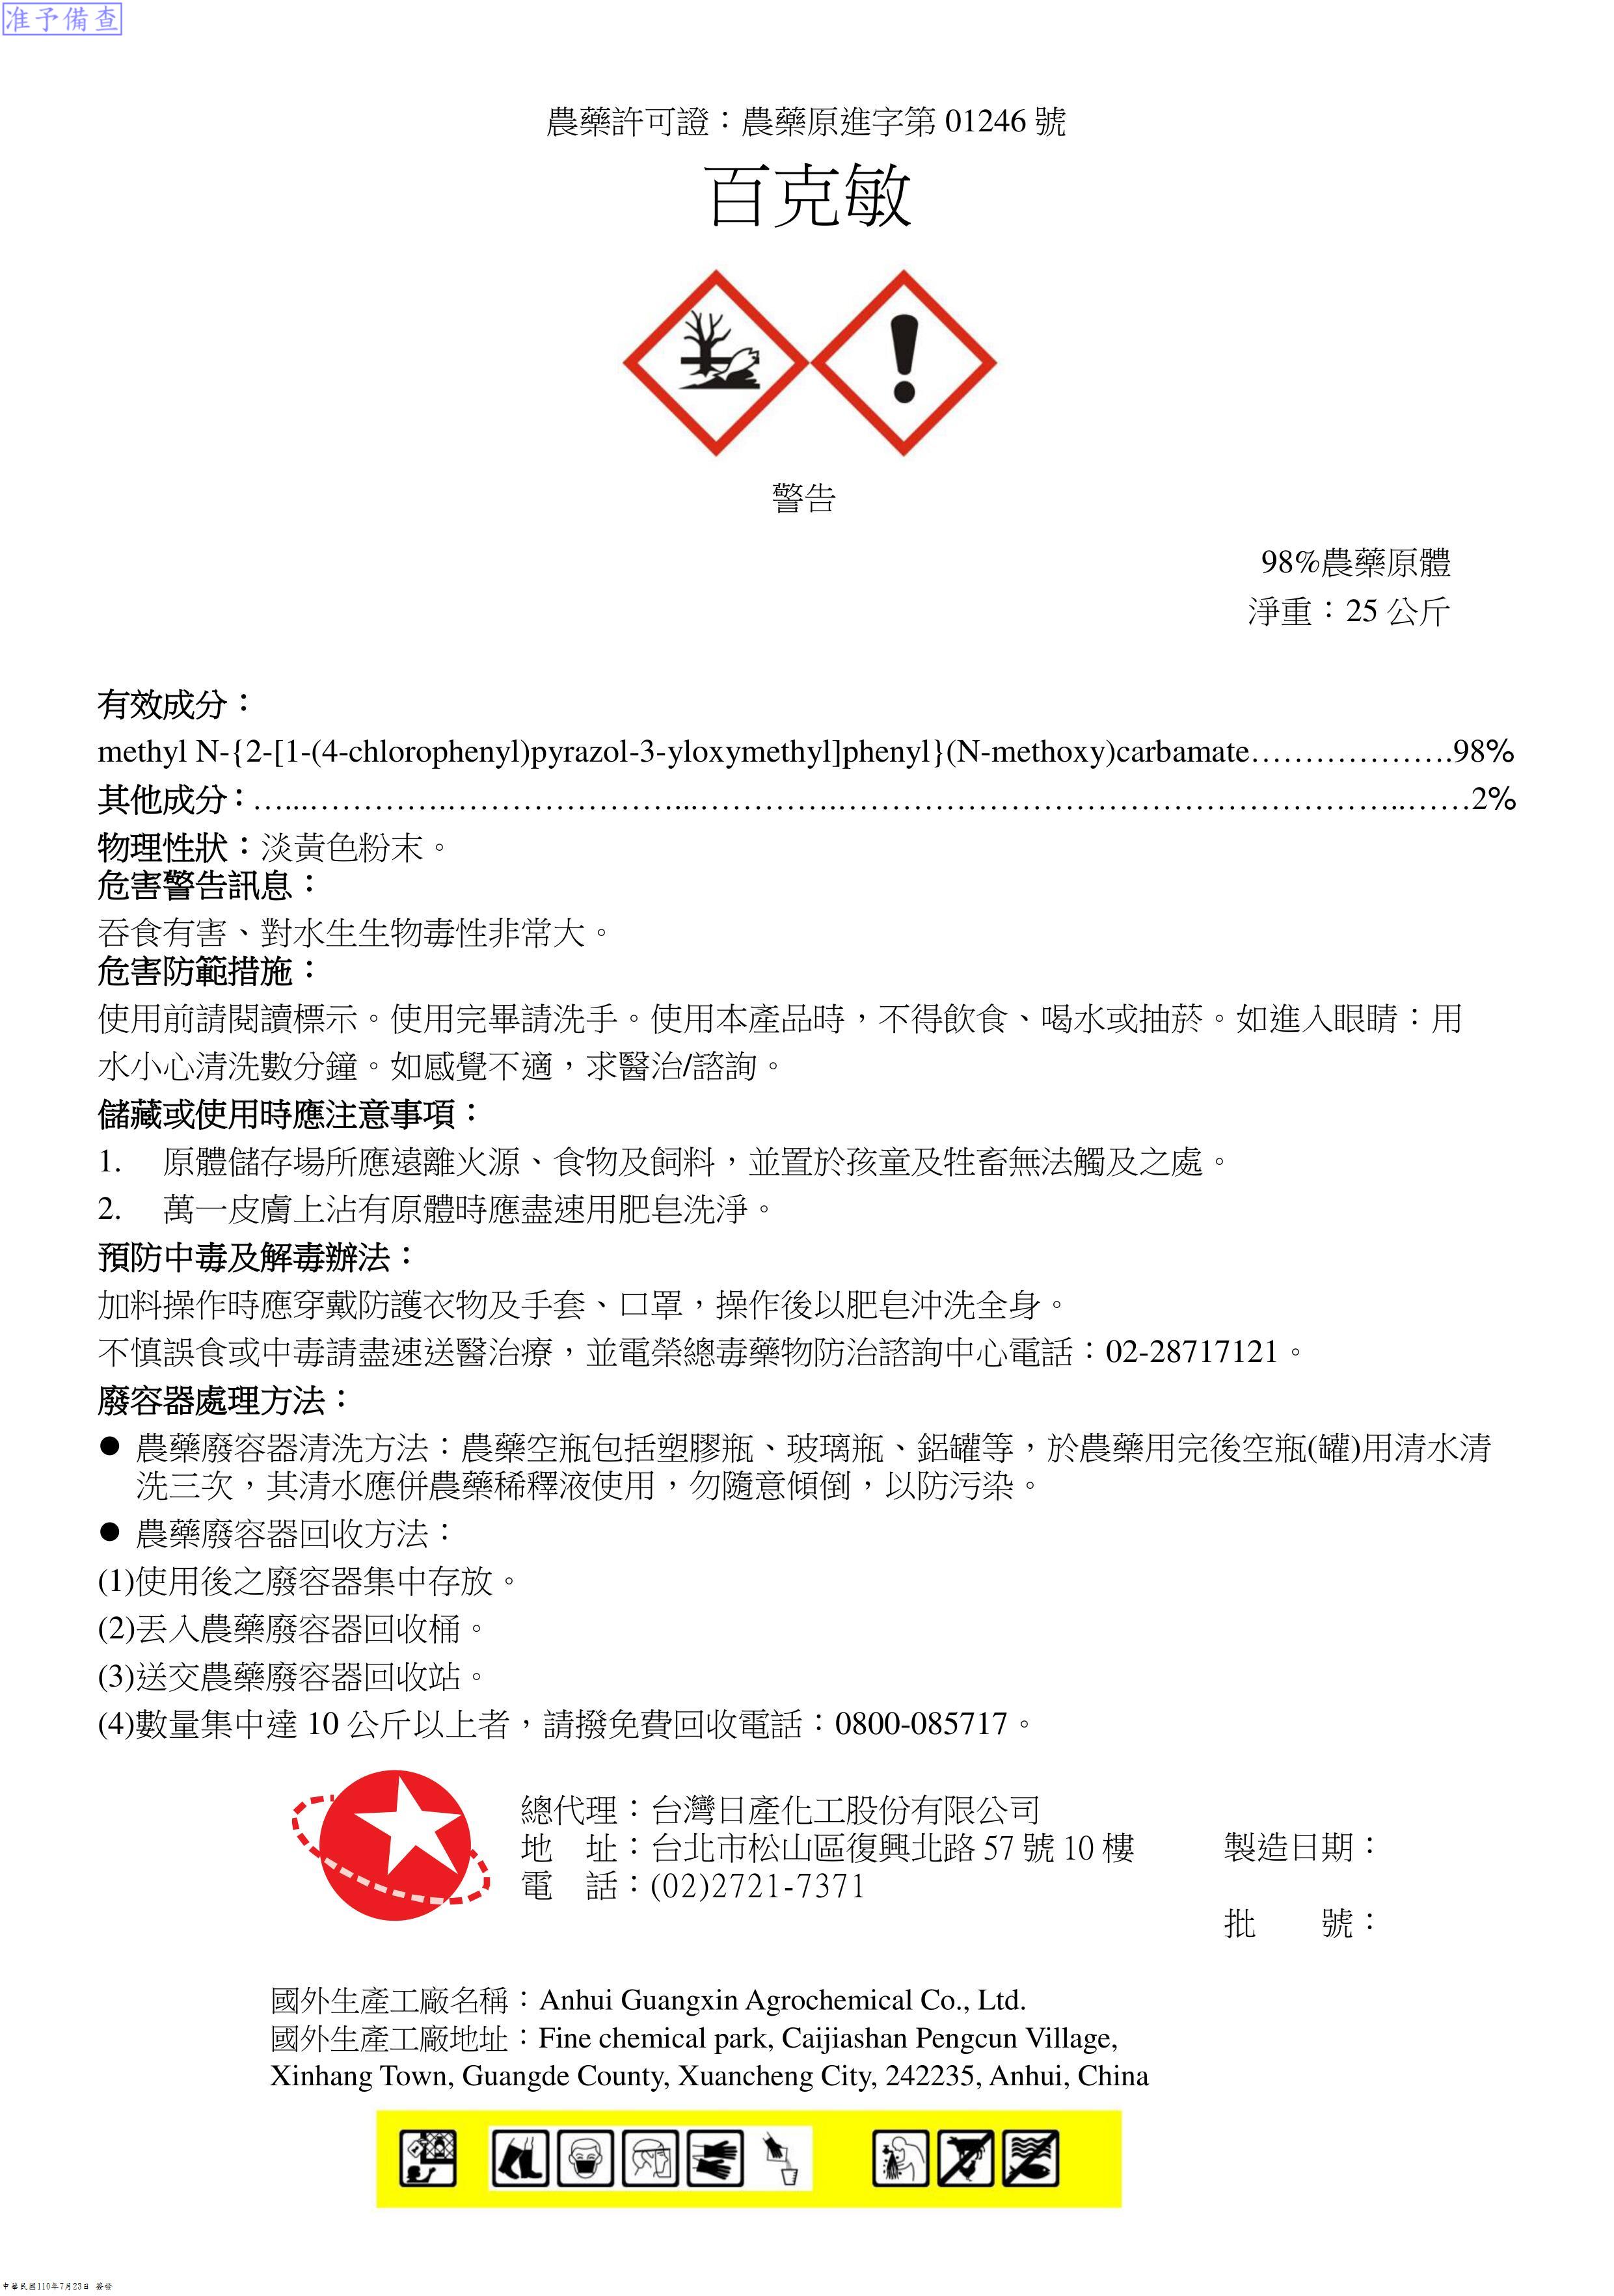 准予備查
農藥許可證：農藥原進字第 01246 號
百克敏
警告
98%農藥原體
淨重：25 公斤
有效成分：
methyl N-{2-[1-(4-chlorophenyl)pyrazol-3-yloxymethyl]phenyl}(N-methoxy)carbamate……………….98%
其他成分：…...………….…………………...………….……………………………………………..……2%
物理性狀：淡黃色粉末。
危害警告訊息：
吞食有害、對水生生物毒性非常大。
危害防範措施：
使用前請閱讀標示。使用完畢請洗手。使用本產品時，不得飲食、喝水或抽菸。如進入眼睛：用
水小心清洗數分鐘。如感覺不適，求醫治/諮詢。
儲藏或使用時應注意事項：
1. 原體儲存場所應遠離火源、食物及飼料，並置於孩童及牲畜無法觸及之處。
2. 萬一皮膚上沾有原體時應盡速用肥皂洗淨。
預防中毒及解毒辦法：
加料操作時應穿戴防護衣物及手套、口罩，操作後以肥皂沖洗全身。
不慎誤食或中毒請盡速送醫治療，並電榮總毒藥物防治諮詢中心電話：02-28717121。
廢容器處理方法：
● 農藥廢容器清洗方法：農藥空瓶包括塑膠瓶、玻璃瓶、鋁罐等，於農藥用完後空瓶(罐)用清水清
洗三次，其清水應併農藥稀釋液使用，勿隨意傾倒，以防污染。
● 農藥廢容器回收方法：
(1)使用後之廢容器集中存放。
(2)丟入農藥廢容器回收桶。
(3)送交農藥廢容器回收站。
(4)數量集中達 10 公斤以上者，請撥免費回收電話：0800-085717。
總代理：台灣日產化工股份有限公司
地　址：台北市松山區復興北路 57 號 10 樓
電　話：(02)2721-7371
製造日期：
批　　號：
國外生產工廠名稱：Anhui Guangxin Agrochemical Co., Ltd.
國外生產工廠地址：Fine chemical park, Caijiashan Pengcun Village,
Xinhang Town, Guangde County, Xuancheng City, 242235, Anhui, China
中華民國110年7月23日 簽發